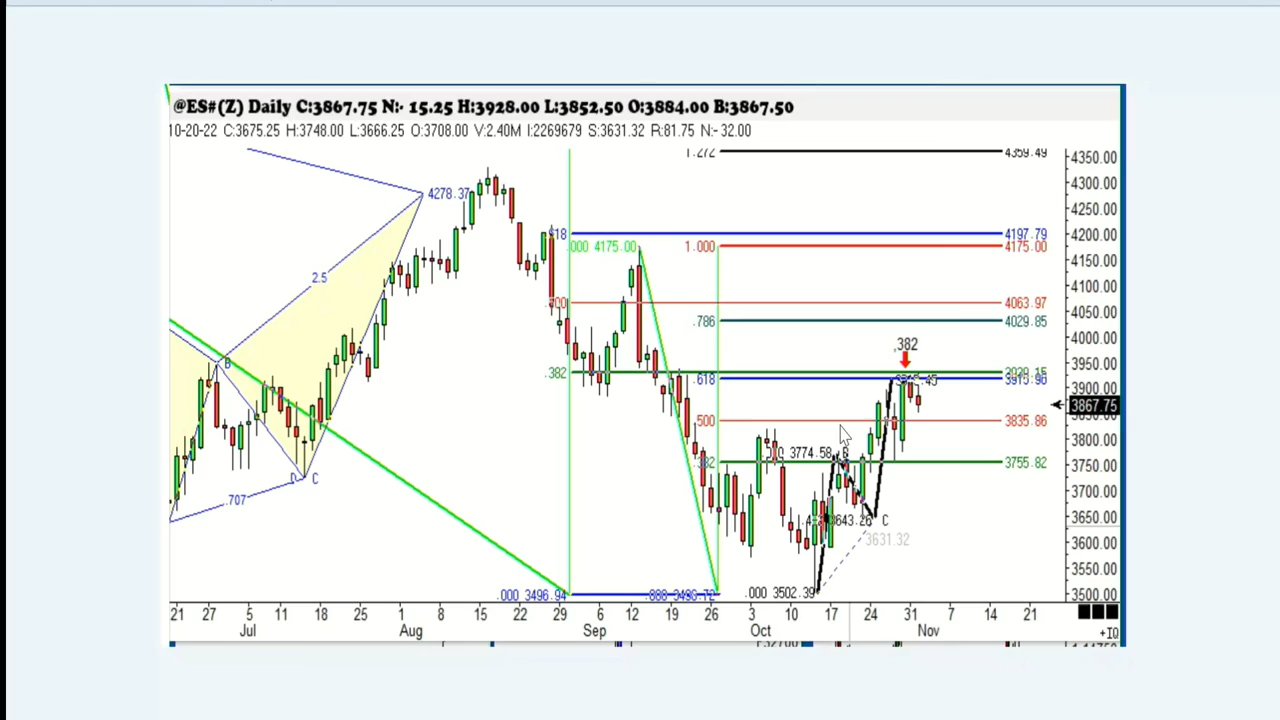 @ES#(Z) Daily C:3867.75 N:- 15.25 H:3928.00 L:3852.50 O:3884.00 B:3867.50
10-20-22 C:3675.25 H:3748.00 L:3666.25 O:3708.00 V:2.40M I:2269679 S:3631.32 R:81.75 N:- 32.00
1.272 4359.49 4350.00
4300.00
4278.37
4250.00
.618 4197.79 4200.00
.000 4175.00 1.000 4175.00
4150.00
2.5
4100.00
4063.97
4050.00
.786 4029.85
4000.00
.382
B 3950.00
.382
.618 3900.00
3867.75
.500 3835.86
3800.00
3774.58 B
.382 3755.82 3750.00
D C
.707 3700.00
3643.26 C 3650.00
3631.32
3600.00
3550.00
.000 3496.94 .000 3502.39 3500.00
21 27 5 11 18 25 1 8 15 22 29 6 12 19 26 3 10 17 24 31 7 14 21
Jul Aug Sep Oct Nov
+IQ